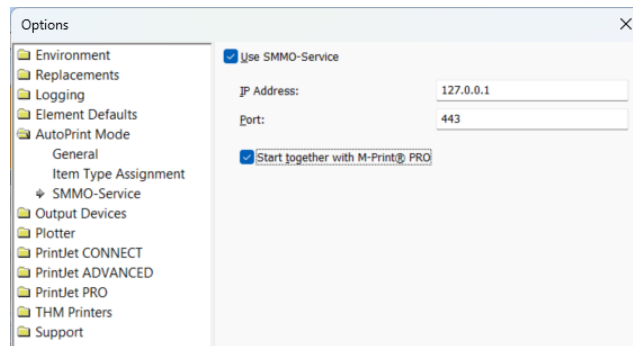 Options
Environment
Replacements
Logging
Element Defaults
AutoPrint Mode
General
Item Type Assignment
SMMO-Service
Output Devices
Plotter
PrintJet CONNECT
PrintJet ADVANCED
PrintJet PRO
THM Printers
Support
Use SMMO-Service
IP Address: 127.0.0.1
Port: 443
Start together with M-Print® PRO